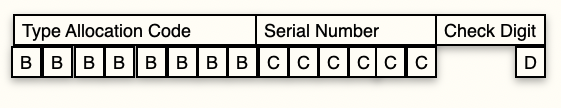 Type Allocation Code Serial Number Check Digit
B B B B B B B B C C C C C C D